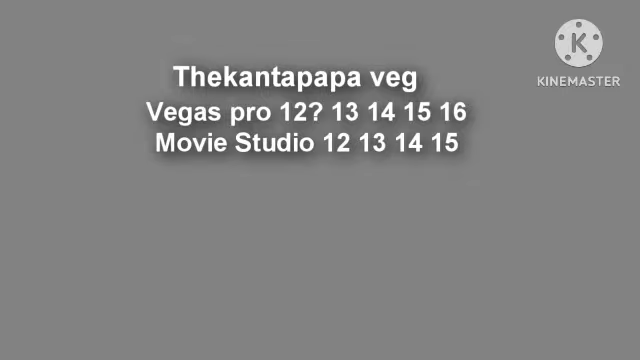 Thekantapapa veg
Vegas pro 12? 13 14 15 16
Movie Studio 12 13 14 15
KINEMASTER